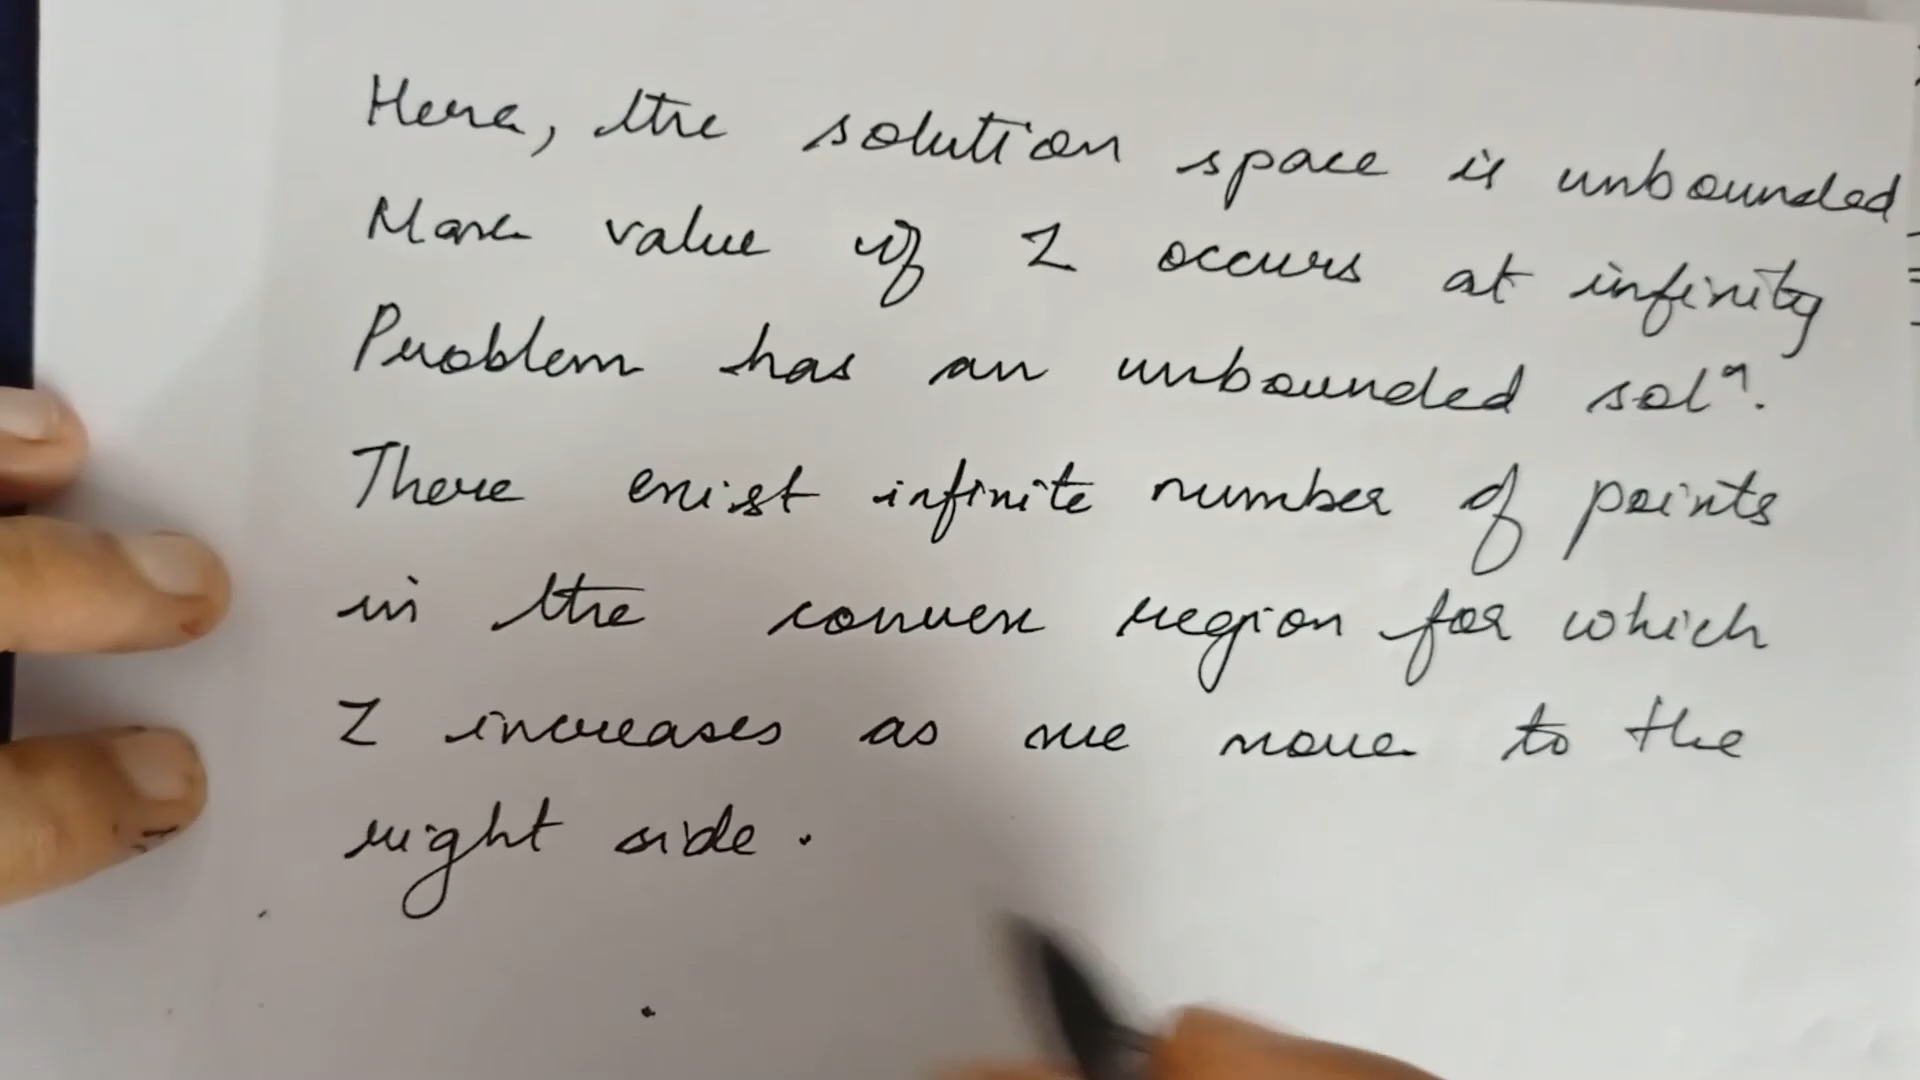 Here, the solution space is unbounded
Max value of Z occurs at infinity
Problem has an unbounded solⁿ.
There exist infinite number of points
in the convex region for which
Z increases as we move to the
right side.